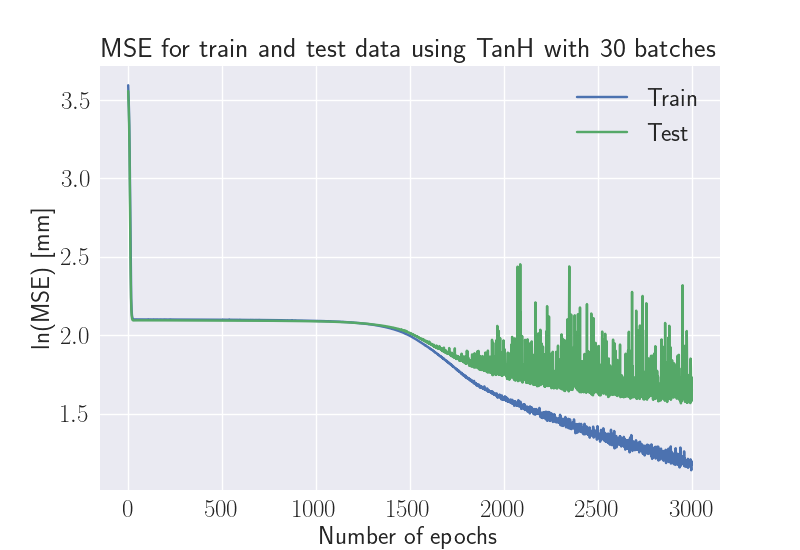 MSE for train and test data using TanH with 30 batches
Train
Test
3.5
3.0
2.5
2.0
1.5
ln(MSE) [mm]
0 500 1000 1500 2000 2500 3000
Number of epochs